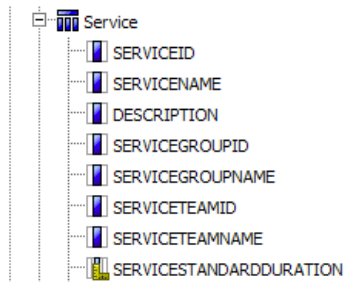 Service
SERVICEID
SERVICENAME
DESCRIPTION
SERVICEGROUPID
SERVICEGROUPNAME
SERVICETEAMID
SERVICETEAMNAME
SERVICESTANDARDDURATION